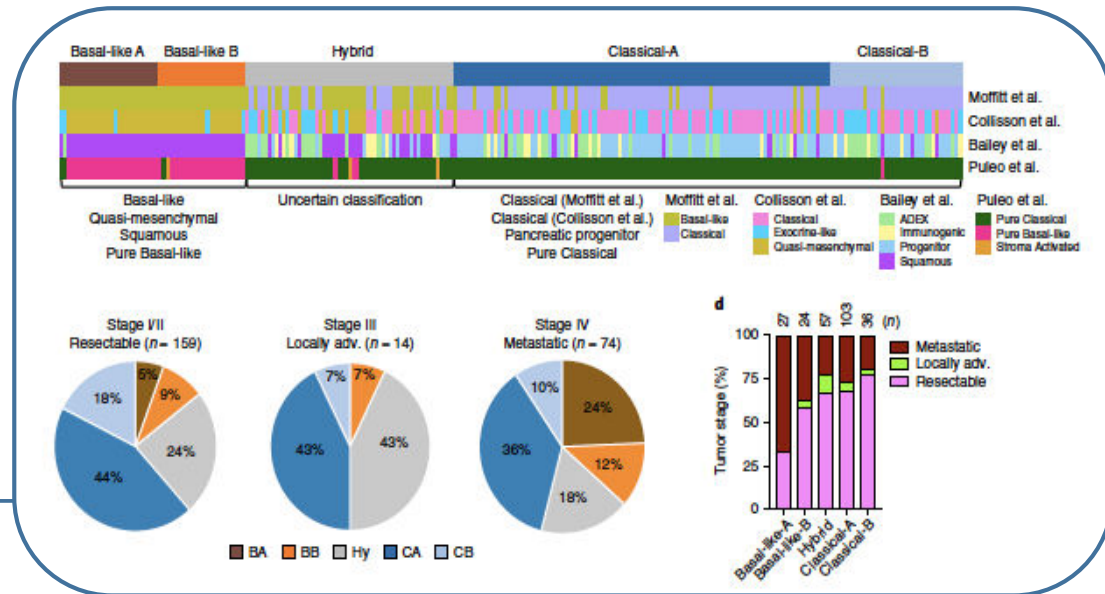 Basal-like A Basal-like B Hybrid Classical-A Classical-B
Moffitt et al.
Collisson et al.
Bailey et al.
Puleo et al.
Basal-like
Quasi-mesenchymal
Squamous
Pure Basal-like
Uncertain classification
Classical (Moffitt et al.)
Classical (Collisson et al.)
Pancreatic progenitor
Pure Classical
Moffitt et al.
Basal-like
Classical
Collisson et al.
Classical
Exocrine-like
Quasi-mesenchymal
Bailey et al.
ADEX
Immunogenic
Progenitor
Squamous
Puleo et al.
Pure Classical
Pure Basal-like
Stroma Activated
Stage I/II
Resectable (n = 159)
5%
9%
24%
44%
18%
Stage III
Locally adv. (n = 14)
7%
43%
43%
7%
Stage IV
Metastatic (n = 74)
24%
12%
18%
36%
10%
BA BB Hy CA CB
d
27 24 57 103 36 (n)
Tumor stage (%)
100
75
50
25
0
Basal-like-A
Basal-like-B
Hybrid
Classical-A
Classical-B
Metastatic
Locally adv.
Resectable